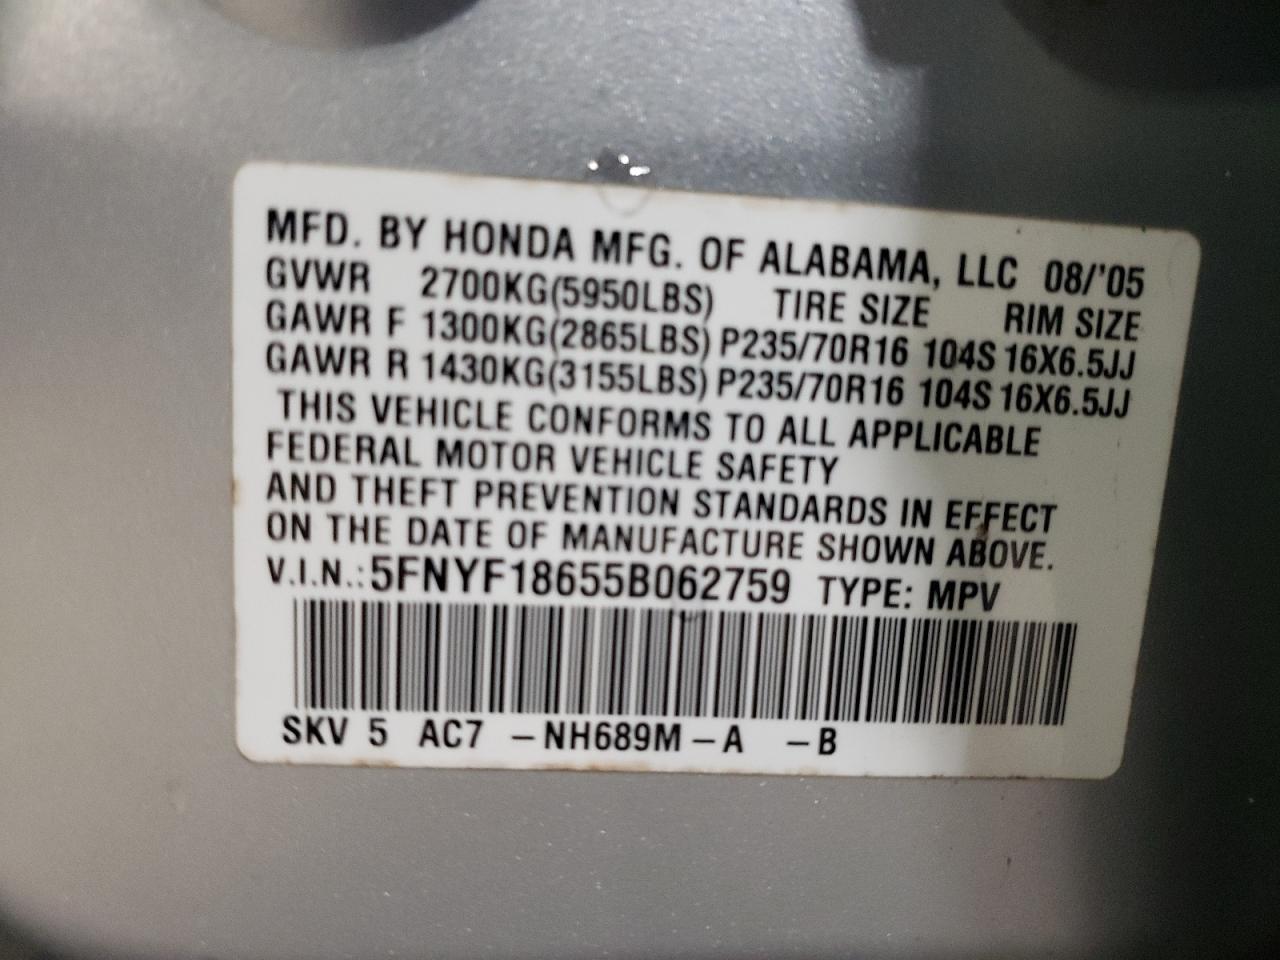 MFD. BY HONDA MFG. OF ALABAMA, LLC 08/'05
GVWR 2700KG(5950LBS) TIRE SIZE RIM SIZE
GAWR F 1300KG(2865LBS) P235/70R16 104S 16X6.5JJ
GAWR R 1430KG(3155LBS) P235/70R16 104S 16X6.5JJ
THIS VEHICLE CONFORMS TO ALL APPLICABLE
FEDERAL MOTOR VEHICLE SAFETY
AND THEFT PREVENTION STANDARDS IN EFFECT
ON THE DATE OF MANUFACTURE SHOWN ABOVE.
V.I.N.: 5FNYF18655B062759 TYPE: MPV
SKV 5 AC7 –NH689M–A –B